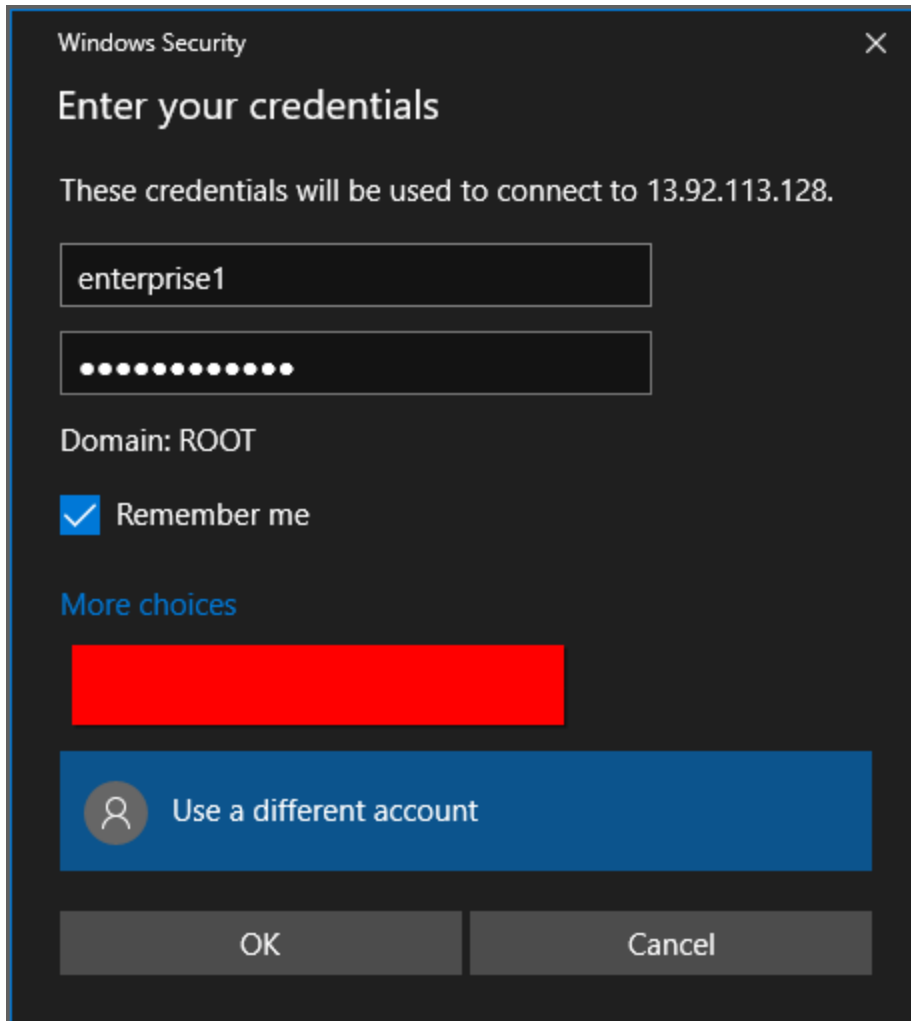 Windows Security
Enter your credentials
These credentials will be used to connect to 13.92.113.128.
enterprise1
••••••••••••
Domain: ROOT
Remember me
More choices
Use a different account
OK
Cancel